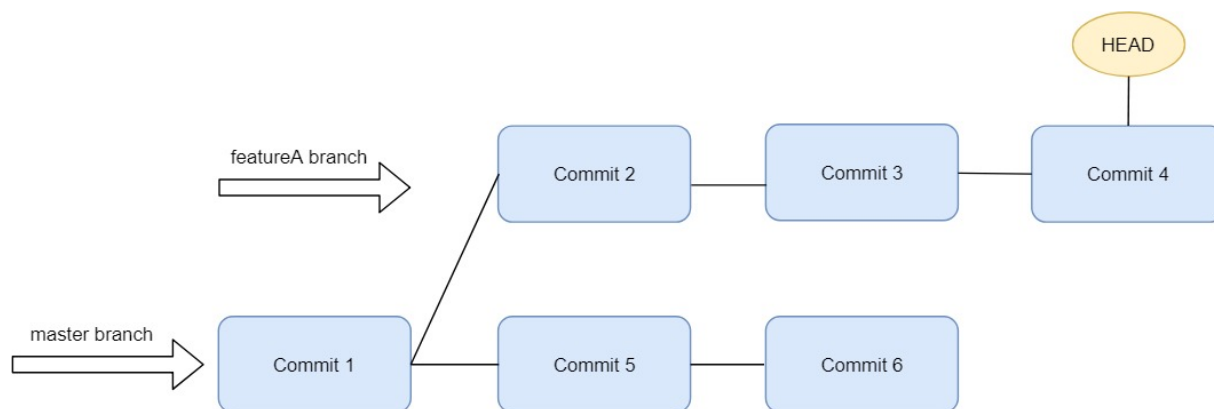 HEAD
featureA branch
Commit 2
Commit 3
Commit 4
master branch
Commit 1
Commit 5
Commit 6